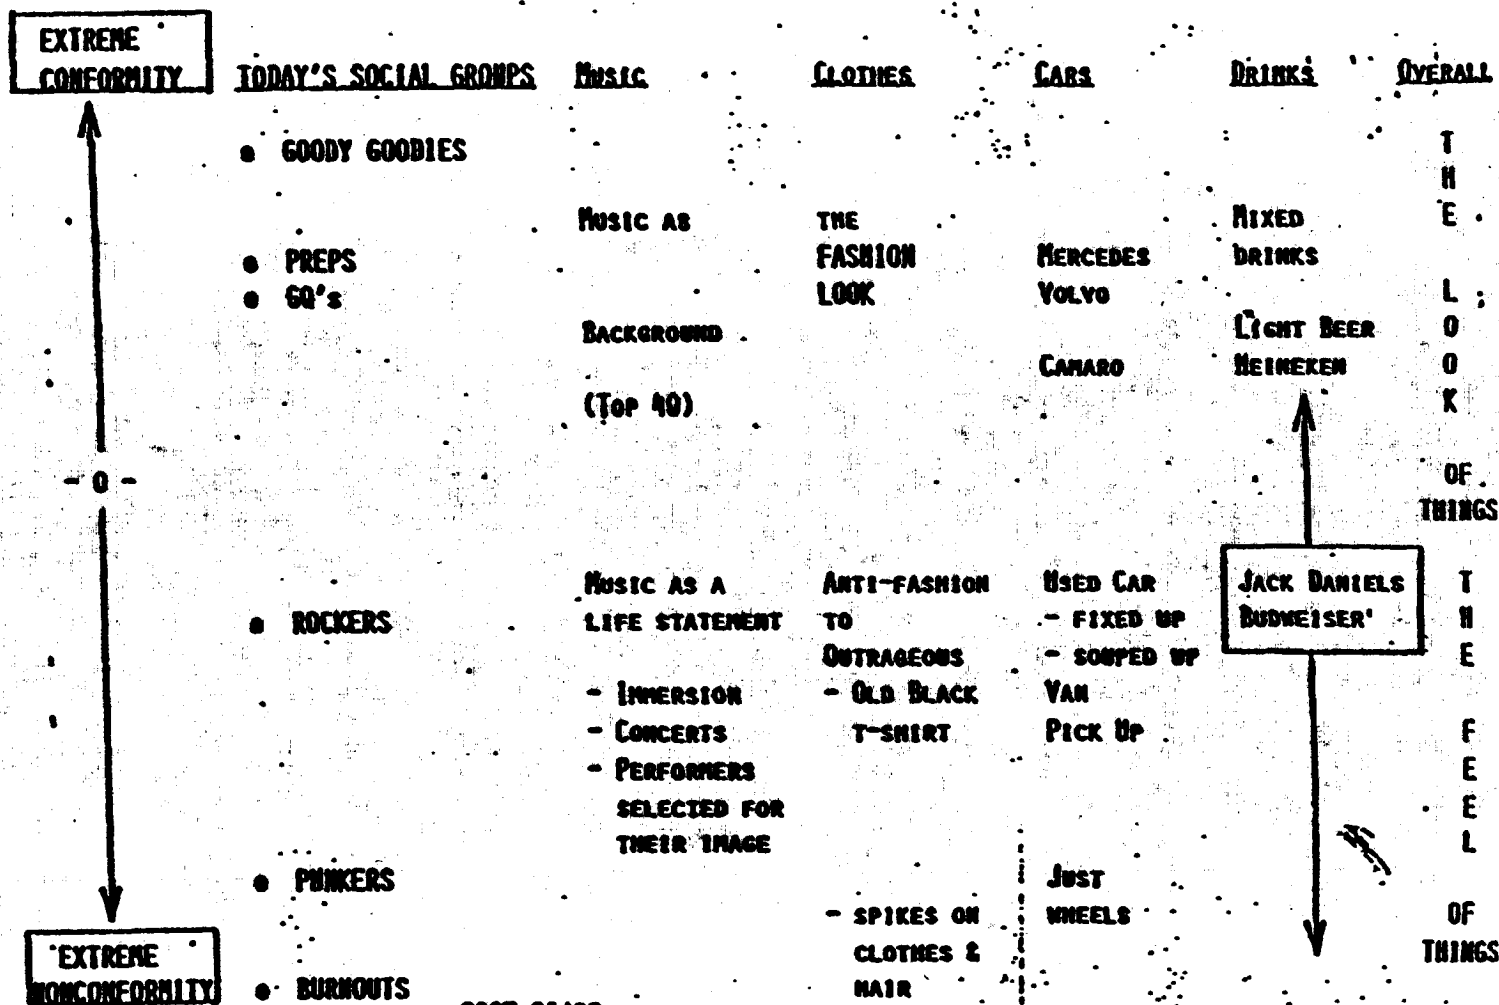 EXTREME
CONFORMITY
TODAY'S SOCIAL GROUPS
MUSIC
CLOTHES
CARS
DRINKS
OVERALL
• GOODY GOODIES
• PREPS
• GQ's
MUSIC AS
BACKGROUND
(TOP 40)
THE
FASHION
LOOK
MERCEDES
VOLVO
CAMARO
MIXED
DRINKS
LIGHT BEER
HEINEKEN
T
H
E
L
O
O
K
OF
THINGS
- 0 -
• ROCKERS
MUSIC AS A
LIFE STATEMENT
- IMMERSION
- CONCERTS
- PERFORMERS
SELECTED FOR
THEIR IMAGE
ANTI-FASHION
TO
OUTRAGEOUS
- OLD BLACK
T-SHIRT
USED CAR
- FIXED UP
- SOUPED UP
VAN
PICK UP
JACK DANIELS
BUDWEISER
T
H
E
F
E
E
L
OF
THINGS
• PUNKERS
- SPIKES ON
CLOTHES &
HAIR
JUST
WHEELS
EXTREME
NONCONFORMITY
• BURNOUTS